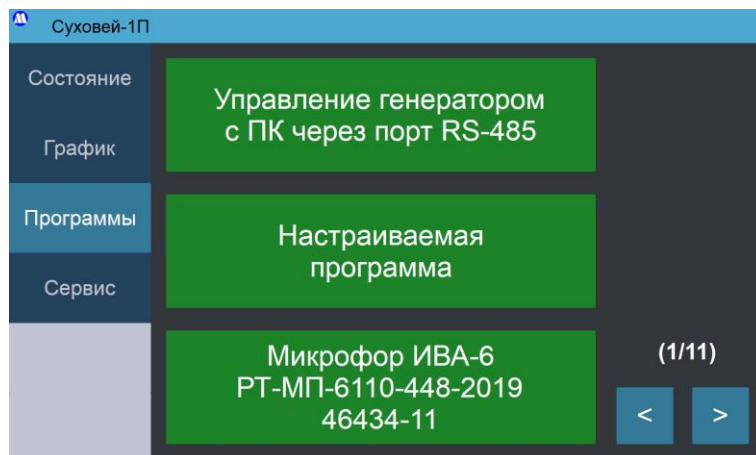 Суховей-1П
Состояние
График
Программы
Сервис
Управление генератором
с ПК через порт RS-485
Настраиваемая
программа
Микрофор ИВА-6
РТ-МП-6110-448-2019
46434-11
(1/11)
<
>